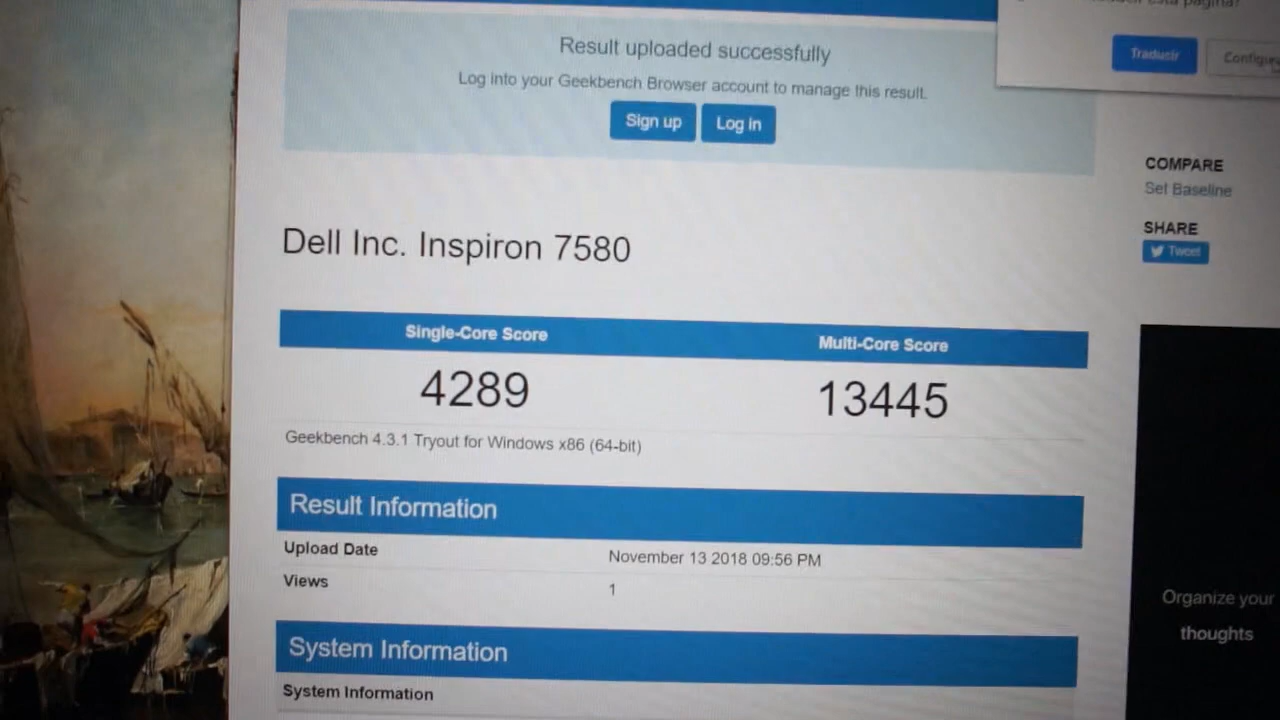 esta página?
Traducir
Result uploaded successfully
Log into your Geekbench Browser account to manage this result.
Sign up
Log in
COMPARE
Set Baseline
SHARE
Tweet
Dell Inc. Inspiron 7580
Single-Core Score
Multi-Core Score
4289
13445
Geekbench 4.3.1 Tryout for Windows x86 (64-bit)
Result Information
Upload Date
November 13 2018 09:56 PM
Views
1
System Information
System Information
Organize your
thoughts